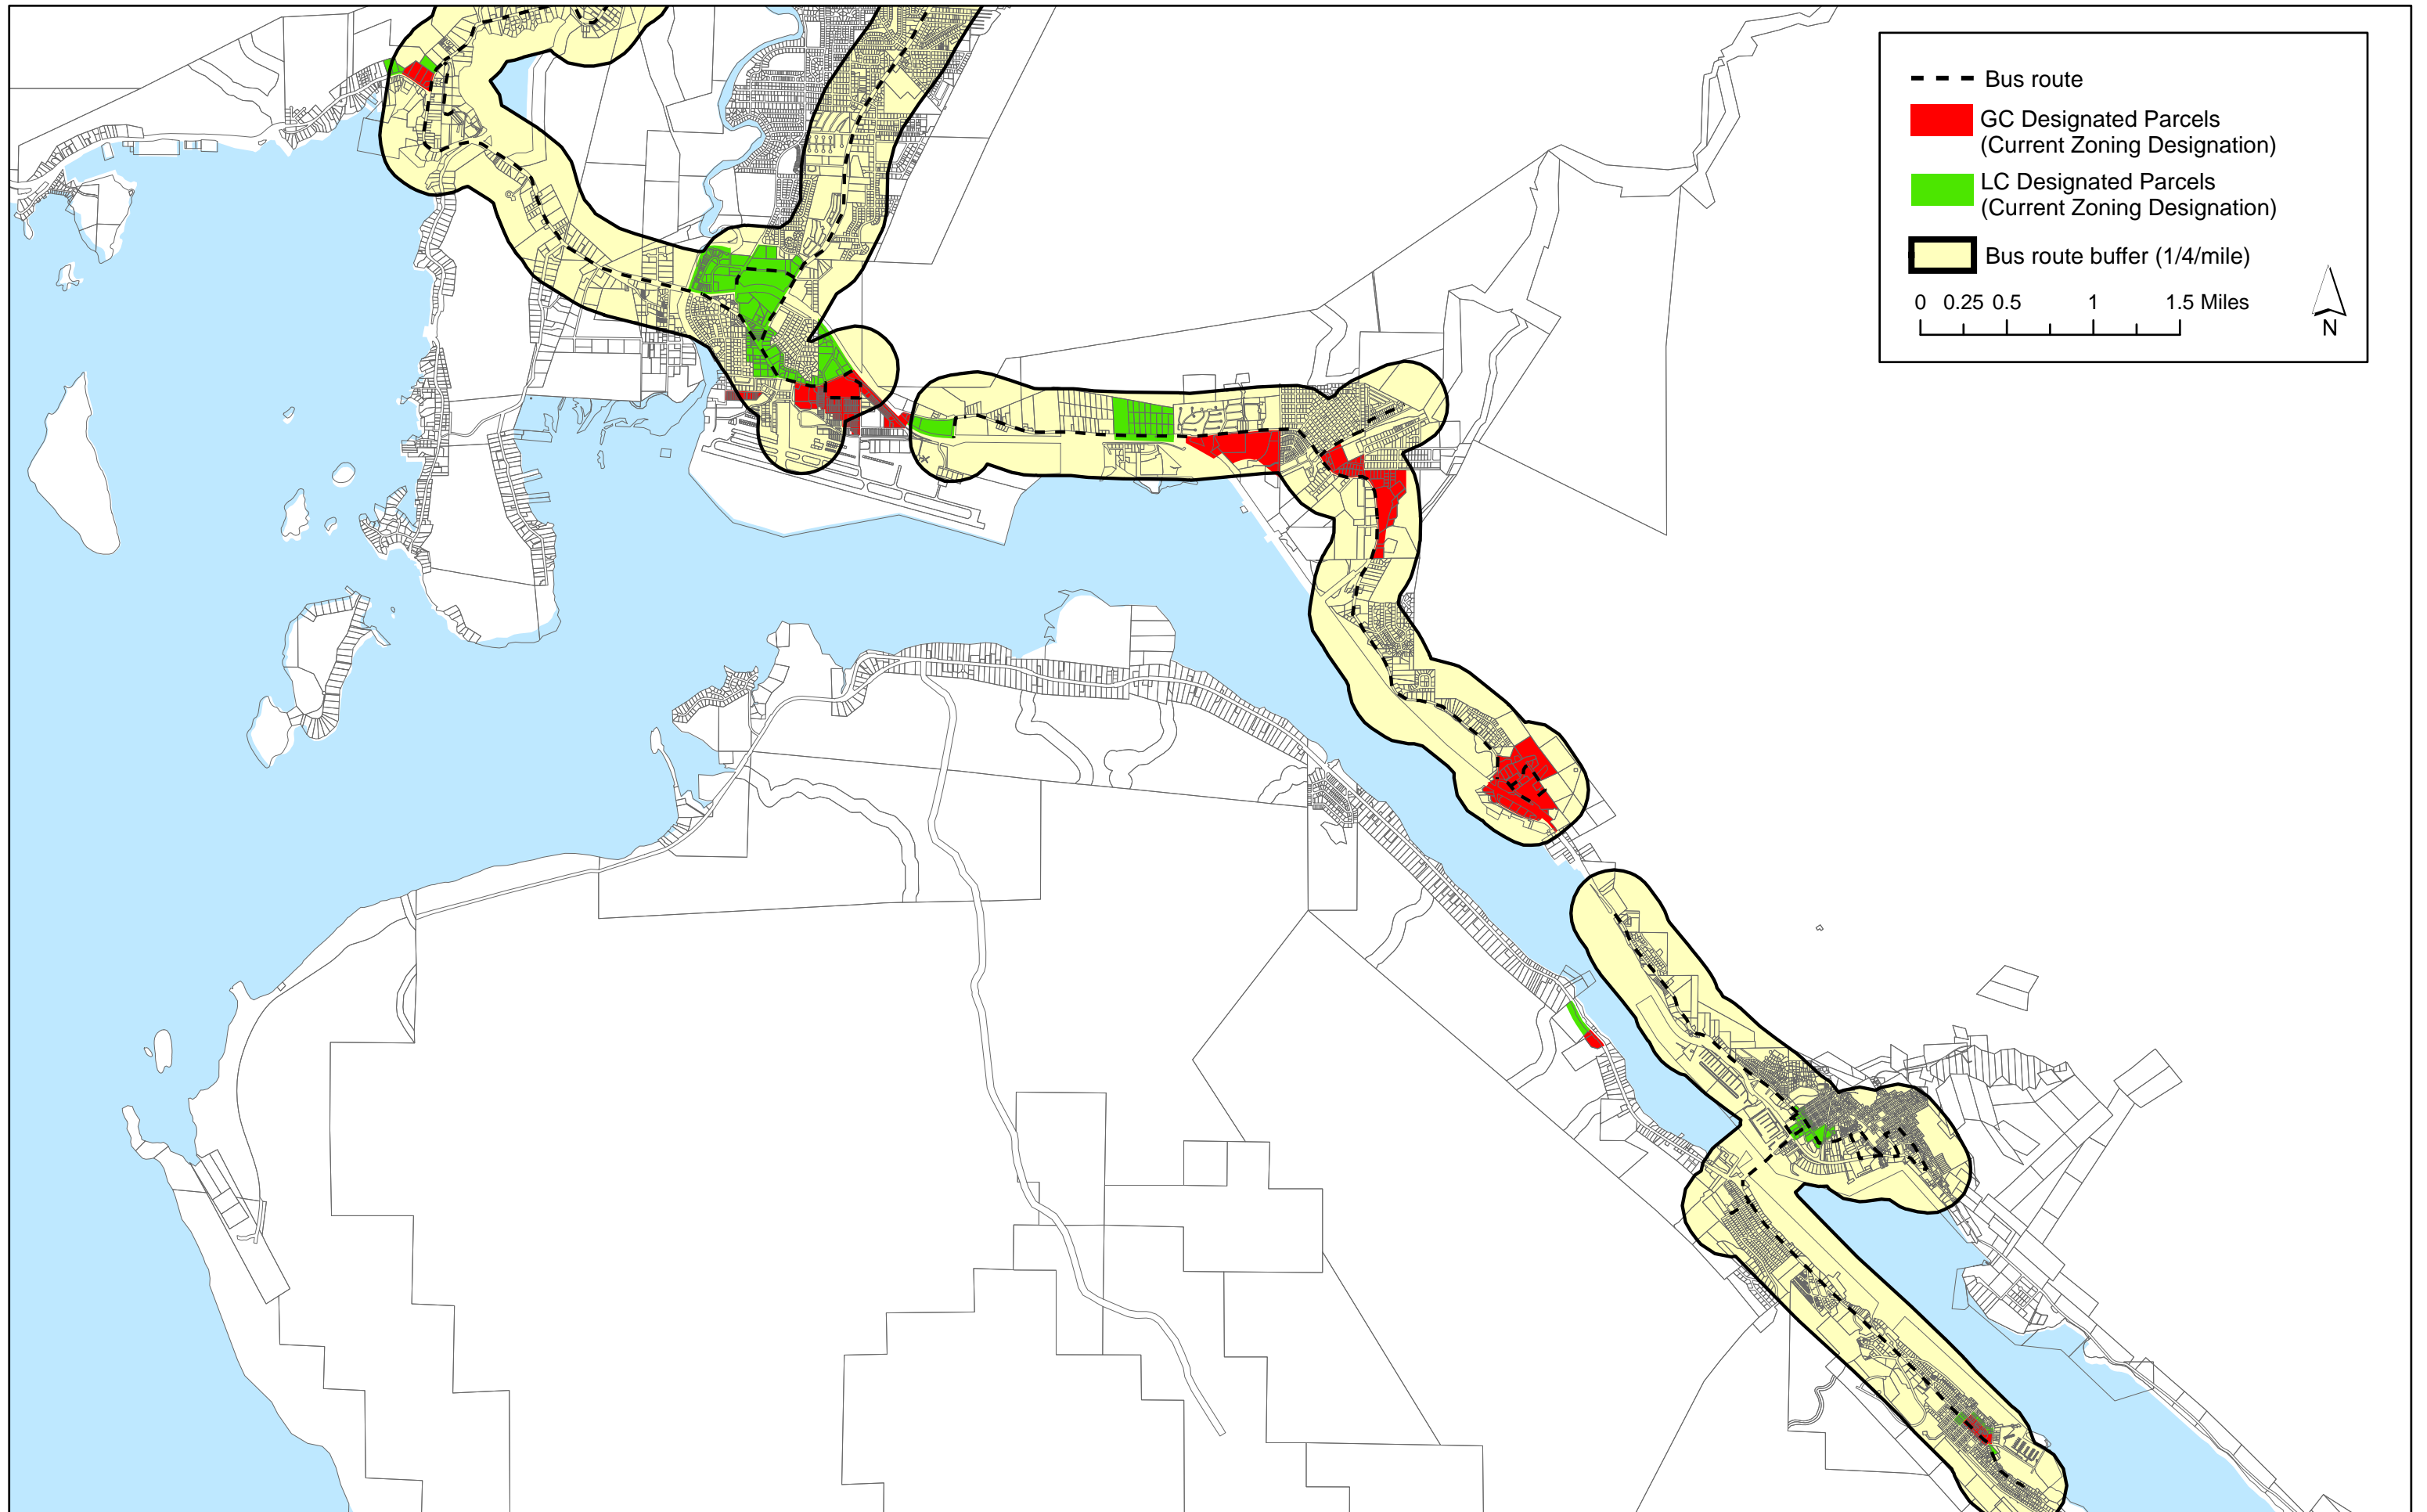 Bus route
GC Designated Parcels
(Current Zoning Designation)
LC Designated Parcels
(Current Zoning Designation)
Bus route buffer (1/4/mile)
0 0.25 0.5 1 1.5 Miles
N